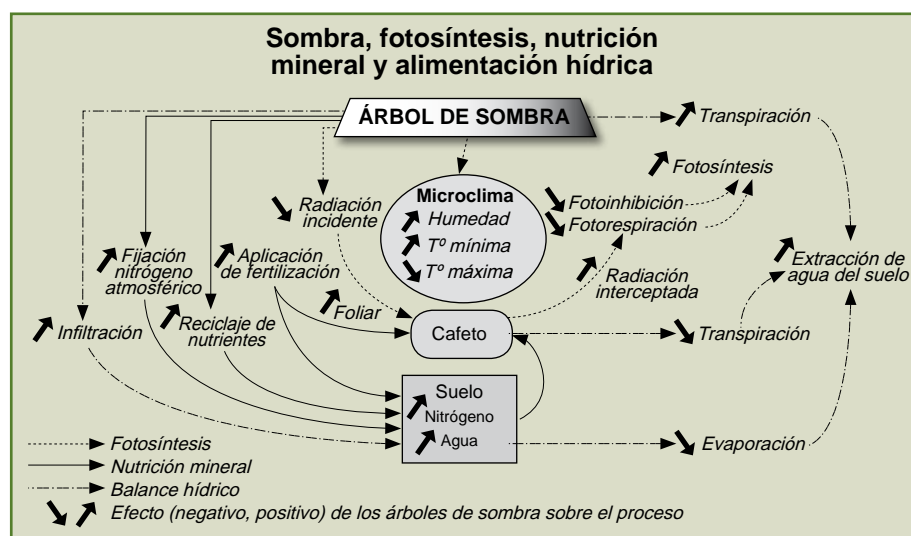 Sombra, fotosíntesis, nutrición
mineral y alimentación hídrica
ÁRBOL DE SOMBRA
Transpiración
Fotosíntesis
Microclima
Humedad
Tº mínima
Tº máxima
Radiación
incidente
Fotoinhibición
Fotorespiración
Fijación
nitrógeno
atmosférico
Aplicación
de fertilización
Radiación
interceptada
Extracción de
agua del suelo
Infiltración
Reciclaje de
nutrientes
Foliar
Cafeto
Transpiración
Suelo
Nitrógeno
Agua
Evaporación
Fotosíntesis
Nutrición mineral
Balance hídrico
Efecto (negativo, positivo) de los árboles de sombra sobre el proceso